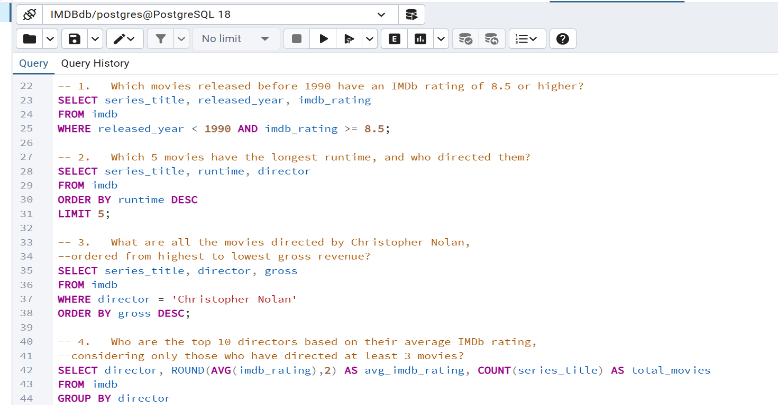 IMDBdb/postgres@PostgreSQL 18
No limit
E
Query Query History
22 -- 1. Which movies released before 1990 have an IMDb rating of 8.5 or higher?
23 SELECT series_title, released_year, imdb_rating
24 FROM imdb
25 WHERE released_year < 1990 AND imdb_rating >= 8.5;
26
27 -- 2. Which 5 movies have the longest runtime, and who directed them?
28 SELECT series_title, runtime, director
29 FROM imdb
30 ORDER BY runtime DESC
31 LIMIT 5;
32
33 -- 3. What are all the movies directed by Christopher Nolan,
34 --ordered from highest to lowest gross revenue?
35 SELECT series_title, director, gross
36 FROM imdb
37 WHERE director = 'Christopher Nolan'
38 ORDER BY gross DESC;
39
40 -- 4. Who are the top 10 directors based on their average IMDb rating,
41 --considering only those who have directed at least 3 movies?
42 SELECT director, ROUND(AVG(imdb_rating),2) AS avg_imdb_rating, COUNT(series_title) AS total_movies
43 FROM imdb
44 GROUP BY director